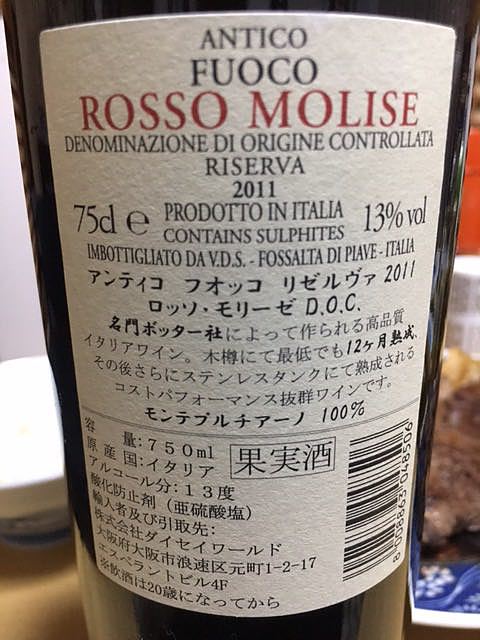 ANTICO
FUOCO
ROSSO MOLISE
DENOMINAZIONE DI ORIGINE CONTROLLATA
RISERVA
2011
75cl e PRODOTTO IN ITALIA 13% vol
CONTAINS SULPHITES
IMBOTTIGLIATO DA V.D.S. - FOSSALTA DI PIAVE - ITALIA
アンティコ フオッコ リゼルヴァ 2011
ロッソ・モリーゼ D.O.C.
名門ボッター社によって作られる高品質
イタリアワイン。木樽にて最低でも12ヶ月熟成、
その後さらにステンレスタンクにて熟成される
コストパフォーマンス抜群ワインです。
モンテプルチアーノ 100%
容 量:750ml
原産国:イタリア
アルコール分:13度
酸化防止剤(亜硫酸塩)
輸入者及び引取先:
株式会社ダイセイワールド
大阪府大阪市浪速区元町1-2-17
エスペラントビル4F
※飲酒は20歳になってから
果実酒
8 008863 048506